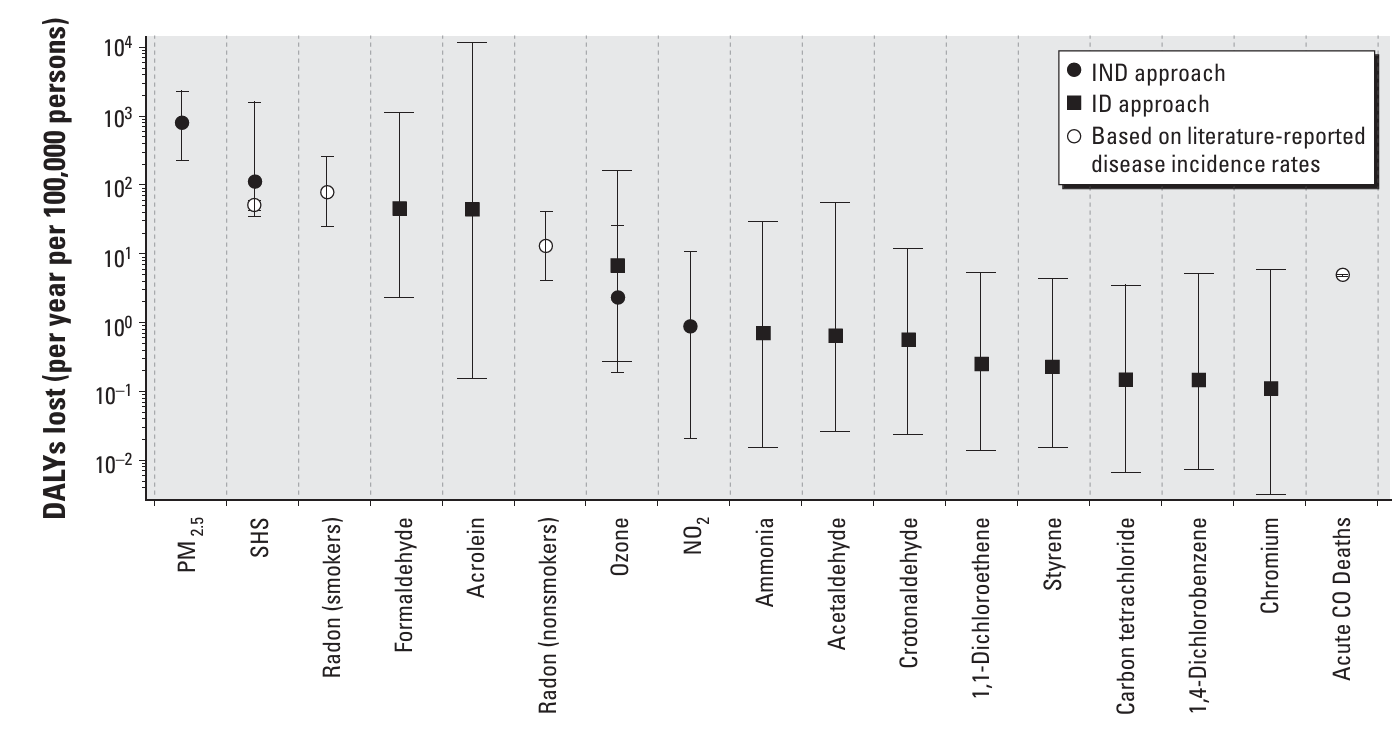 DALYs lost (per year per 100,000 persons)
10⁴
10³
10²
10¹
10⁰
10⁻¹
10⁻²
IND approach
ID approach
Based on literature-reported
disease incidence rates
PM₂.₅
SHS
Radon (smokers)
Formaldehyde
Acrolein
Radon (nonsmokers)
Ozone
NO₂
Ammonia
Acetaldehyde
Crotonaldehyde
1,1-Dichloroethene
Styrene
Carbon tetrachloride
1,4-Dichlorobenzene
Chromium
Acute CO Deaths